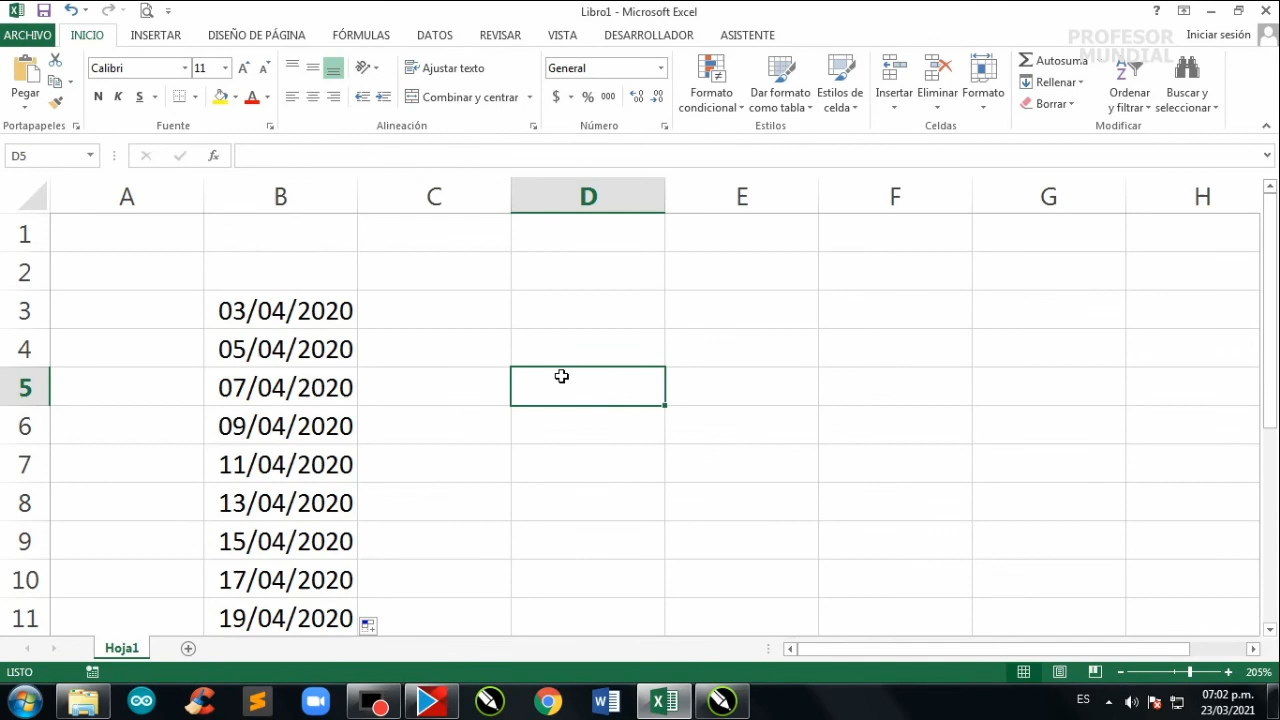 Libro1 - Microsoft Excel
?
ARCHIVO INICIO INSERTAR DISEÑO DE PÁGINA FÓRMULAS DATOS REVISAR VISTA DESARROLLADOR ASISTENTE
Iniciar sesión
PROFESOR
MUNDIAL
Pegar
Calibri 11
N K S
Ajustar texto
Combinar y centrar
General
$ % 000
Formato
condicional
Dar formato
como tabla
Estilos de
celda
Insertar Eliminar Formato
Autosuma
Rellenar
Borrar
Ordenar
y filtrar
Buscar y
seleccionar
Portapapeles Fuente Alineación Número Estilos Celdas Modificar
D5 fx
A B C D E F G H
1
2
3 03/04/2020
4 05/04/2020
5 07/04/2020
6 09/04/2020
7 11/04/2020
8 13/04/2020
9 15/04/2020
10 17/04/2020
11 19/04/2020
Hoja1
LISTO 205%
ES 07:02 p.m.
23/03/2021